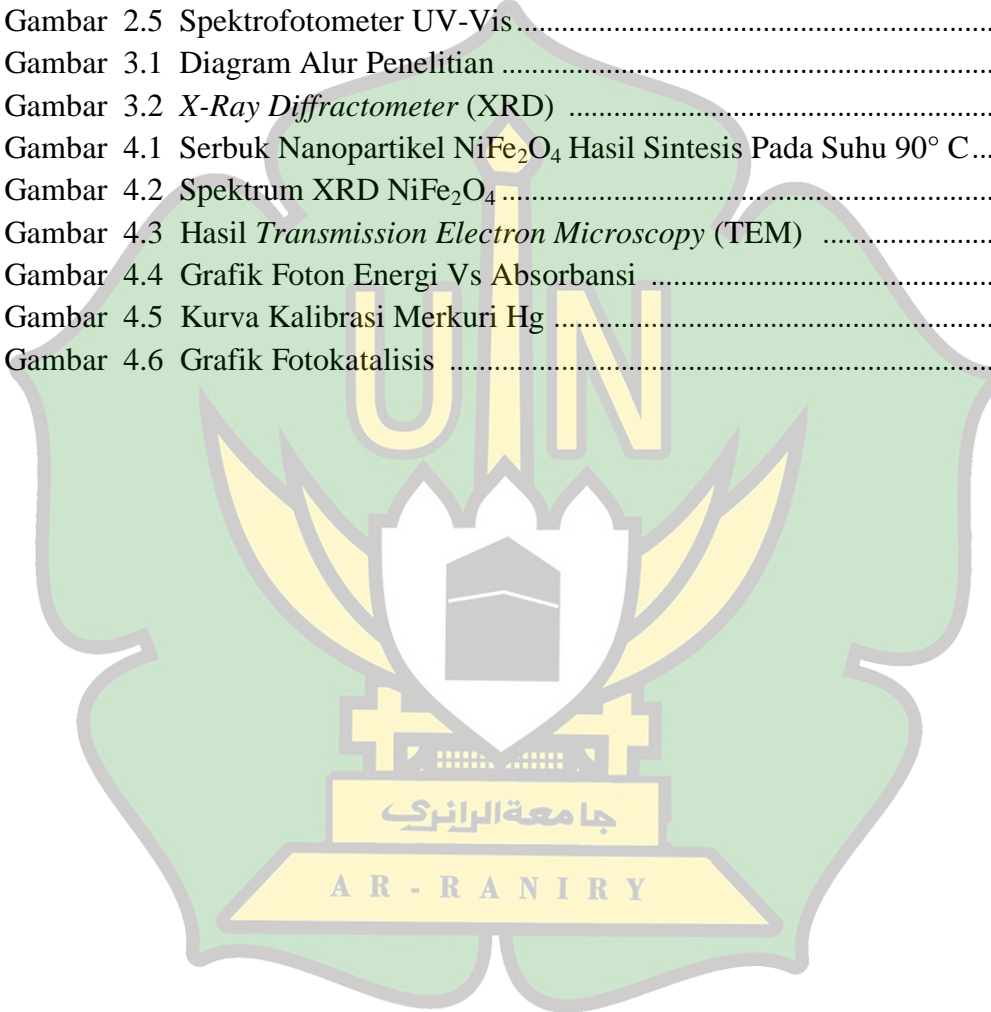 Gambar 2.5 Spektrofotometer UV-Vis ........................................................................
Gambar 3.1 Diagram Alur Penelitian ........................................................................
Gambar 3.2 X-Ray Diffractometer (XRD) ........................................................................
Gambar 4.1 Serbuk Nanopartikel NiFe₂O₄ Hasil Sintesis Pada Suhu 90° C...
Gambar 4.2 Spektrum XRD NiFe₂O₄ ........................................................................
Gambar 4.3 Hasil Transmission Electron Microscopy (TEM) ..............................
Gambar 4.4 Grafik Foton Energi Vs Absorbansi ..................................................
Gambar 4.5 Kurva Kalibrasi Merkuri Hg ..............................................................
Gambar 4.6 Grafik Fotokatalisis ........................................................................
UIN
جامعة الرانري
AR-RANIRY